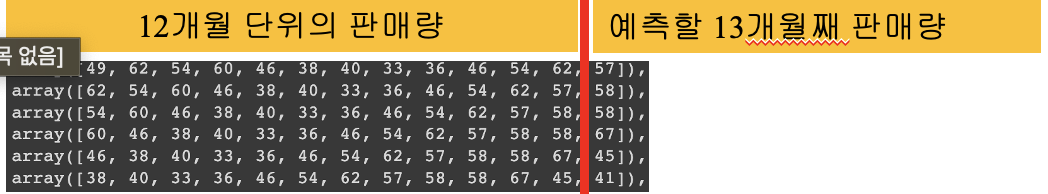 12개월 단위의 판매량
예측할 13개월째 판매량
목 없음]
49, 62, 54, 60, 46, 38, 40, 33, 36, 46, 54, 62, 57]),
array([62, 54, 60, 46, 38, 40, 33, 36, 46, 54, 62, 57, 58]),
array([54, 60, 46, 38, 40, 33, 36, 46, 54, 62, 57, 58, 58]),
array([60, 46, 38, 40, 33, 36, 46, 54, 62, 57, 58, 58, 67]),
array([46, 38, 40, 33, 36, 46, 54, 62, 57, 58, 58, 67, 45]),
array([38, 40, 33, 36, 46, 54, 62, 57, 58, 58, 67, 45, 41]),